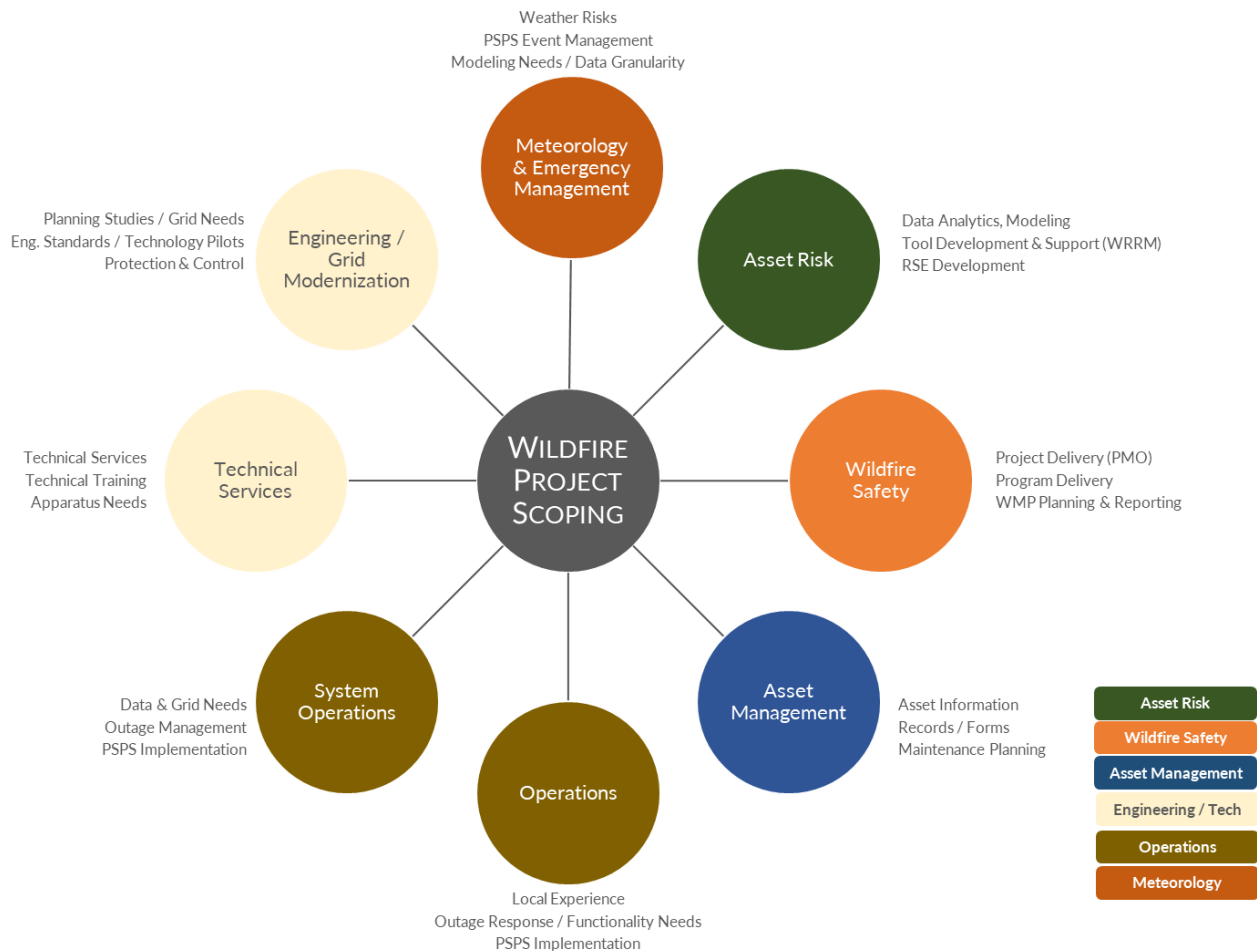 Weather Risks
PSPS Event Management
Modeling Needs / Data Granularity
Meteorology
& Emergency
Management
Planning Studies / Grid Needs
Eng. Standards / Technology Pilots
Protection & Control
Engineering /
Grid
Modernization
Asset Risk
Data Analytics, Modeling
Tool Development & Support (WRRM)
RSE Development
Technical Services
Technical Training
Apparatus Needs
Technical
Services
WILDFIRE
PROJECT
SCOPING
Wildfire
Safety
Project Delivery (PMO)
Program Delivery
WMP Planning & Reporting
Data & Grid Needs
Outage Management
PSPS Implementation
System
Operations
Operations
Local Experience
Outage Response / Functionality Needs
PSPS Implementation
Asset
Management
Asset Information
Records / Forms
Maintenance Planning
Asset Risk
Wildfire Safety
Asset Management
Engineering / Tech
Operations
Meteorology